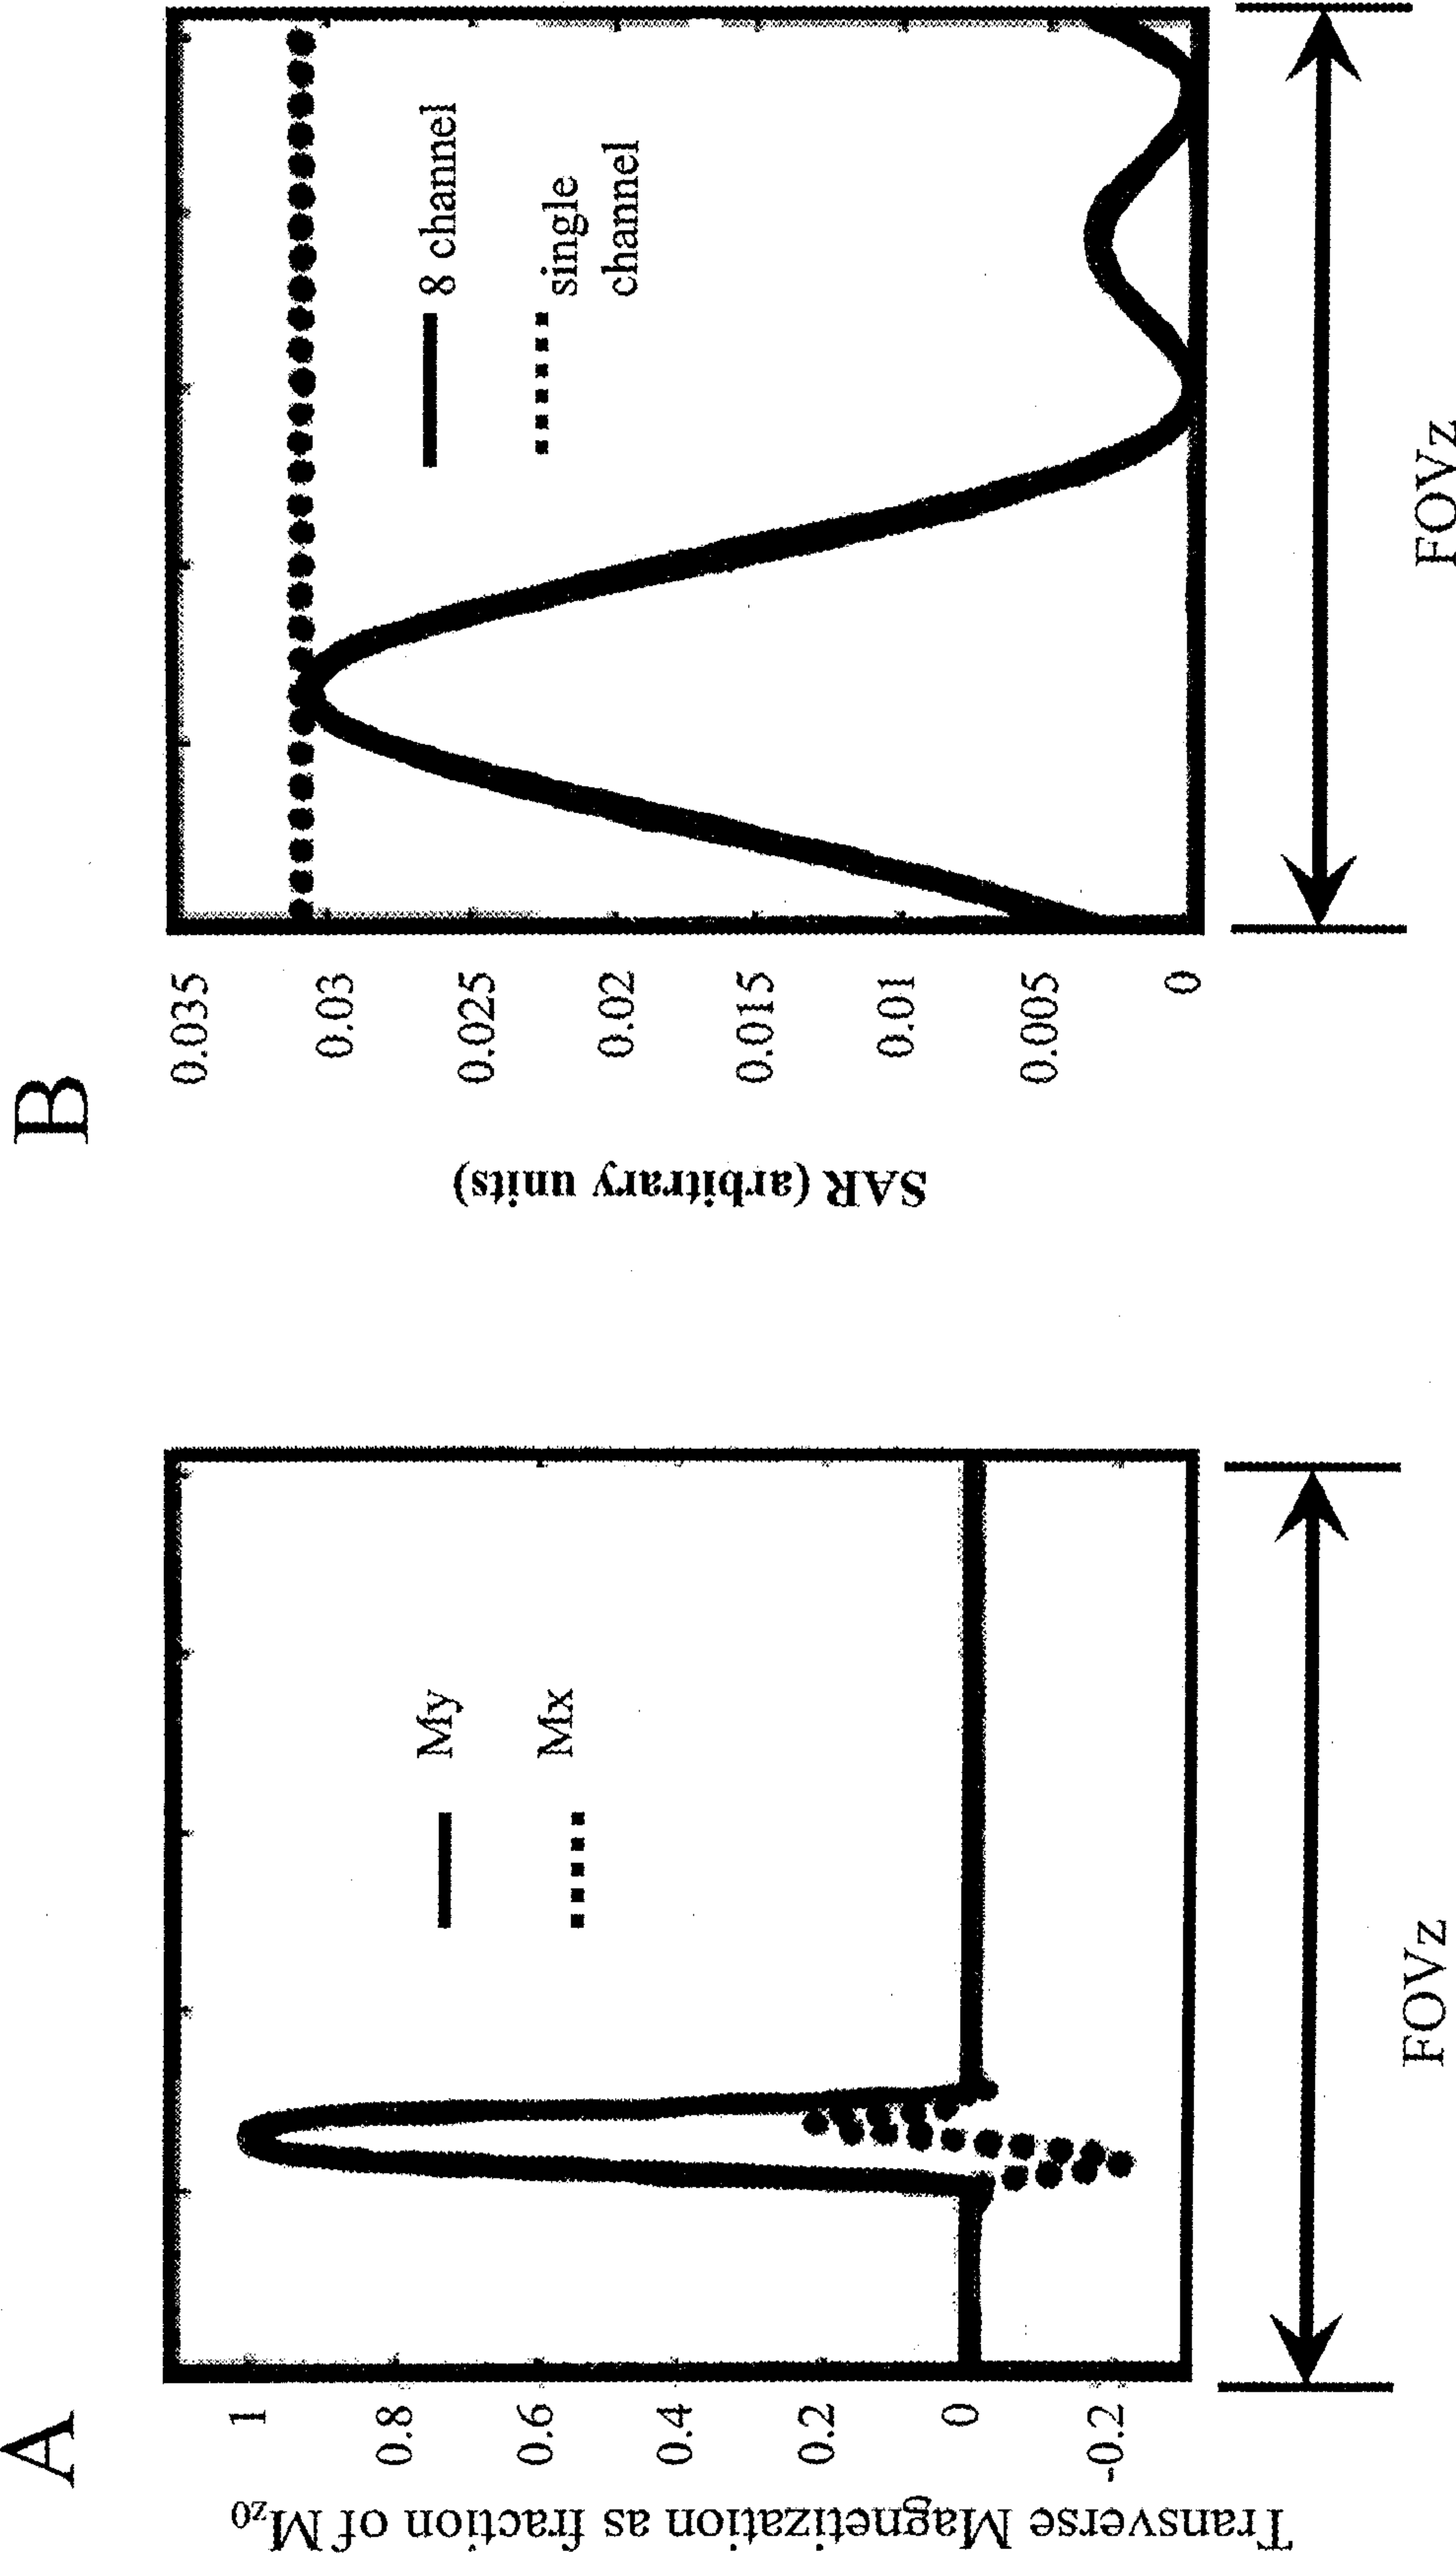 A
Transverse Magnetization as fraction of Mz0
1
0.8
0.6
0.4
0.2
0
-0.2
My
Mx
FOVz
B
SAR (arbitrary units)
0.035
0.03
0.025
0.02
0.015
0.01
0.005
0
8 channel
single
channel
FOVz